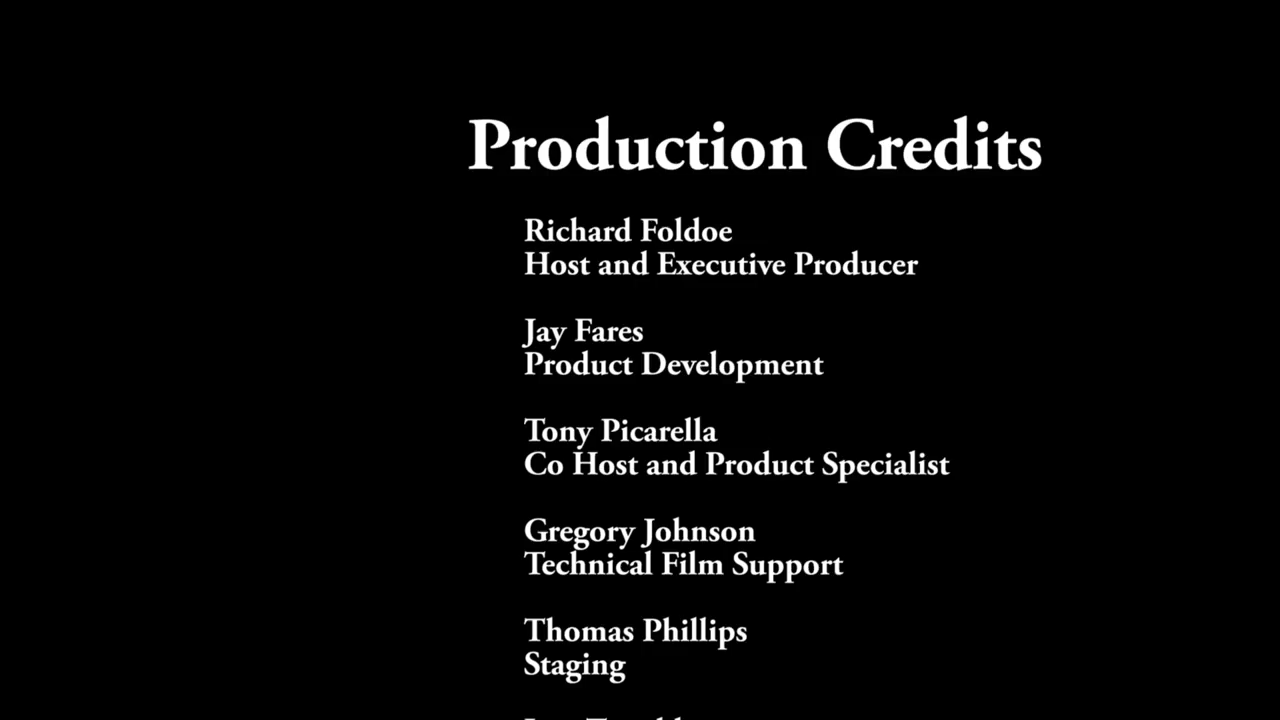 Production Credits
Richard Foldoe
Host and Executive Producer
Jay Fares
Product Development
Tony Picarella
Co Host and Product Specialist
Gregory Johnson
Technical Film Support
Thomas Phillips
Staging